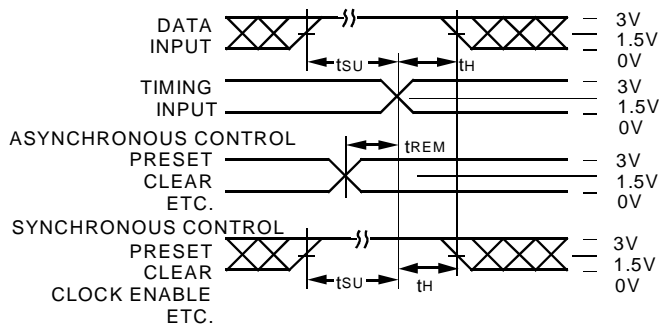 DATA
INPUT
tSU
tH
3V
1.5V
0V
TIMING
INPUT
3V
1.5V
0V
ASYNCHRONOUS CONTROL
PRESET
CLEAR
ETC.
tREM
3V
1.5V
0V
SYNCHRONOUS CONTROL
PRESET
CLEAR
CLOCK ENABLE
ETC.
tSU
tH
3V
1.5V
0V